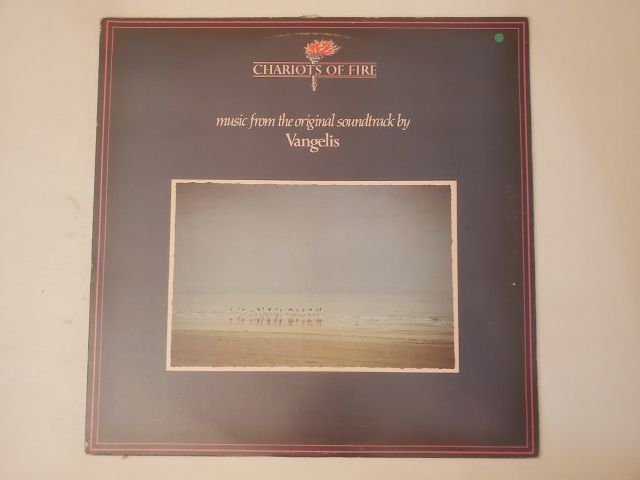 CHARIOTS OF FIRE
music from the original soundtrack by
Vangelis